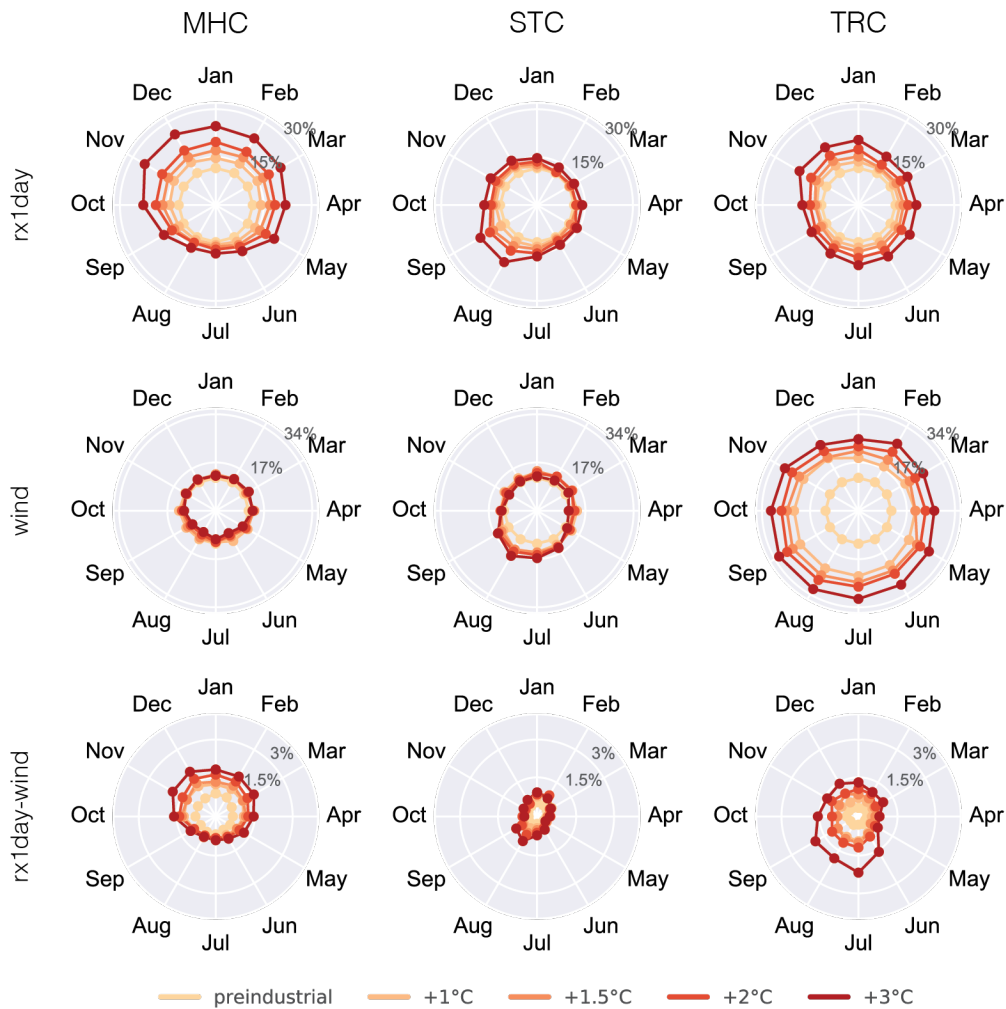 MHC STC TRC
Jan Jan Jan
Dec Feb Dec Feb Dec Feb
30% 30% 30%
Nov Mar Nov Mar Nov Mar
15% 15% 15%
rx1day Oct Apr Oct Apr Oct Apr
Sep May Sep May Sep May
Aug Jun Aug Jun Aug Jun
Jul Jul Jul
Jan Jan Jan
Dec Feb Dec Feb Dec Feb
34% 34% 34%
Nov Mar Nov Mar Nov Mar
17% 17% 17%
wind Oct Apr Oct Apr Oct Apr
Sep May Sep May Sep May
Aug Jun Aug Jun Aug Jun
Jul Jul Jul
Jan Jan Jan
Dec Feb Dec Feb Dec Feb
Nov 3% Mar Nov 3% Mar Nov 3% Mar
1.5% 1.5% 1.5%
rx1day-wind Oct Apr Oct Apr Oct Apr
Sep May Sep May Sep May
Aug Jun Aug Jun Aug Jun
Jul Jul Jul
preindustrial +1°C +1.5°C +2°C +3°C